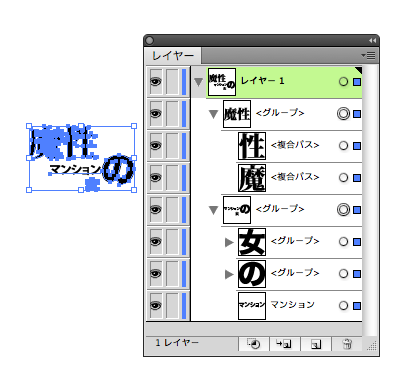 レイヤー
レイヤー 1
魔性
<グループ>
性
<複合パス>
魔
<複合パス>
<グループ>
女
<グループ>
の
<グループ>
マンション
マンション
マンション
の
1 レイヤー